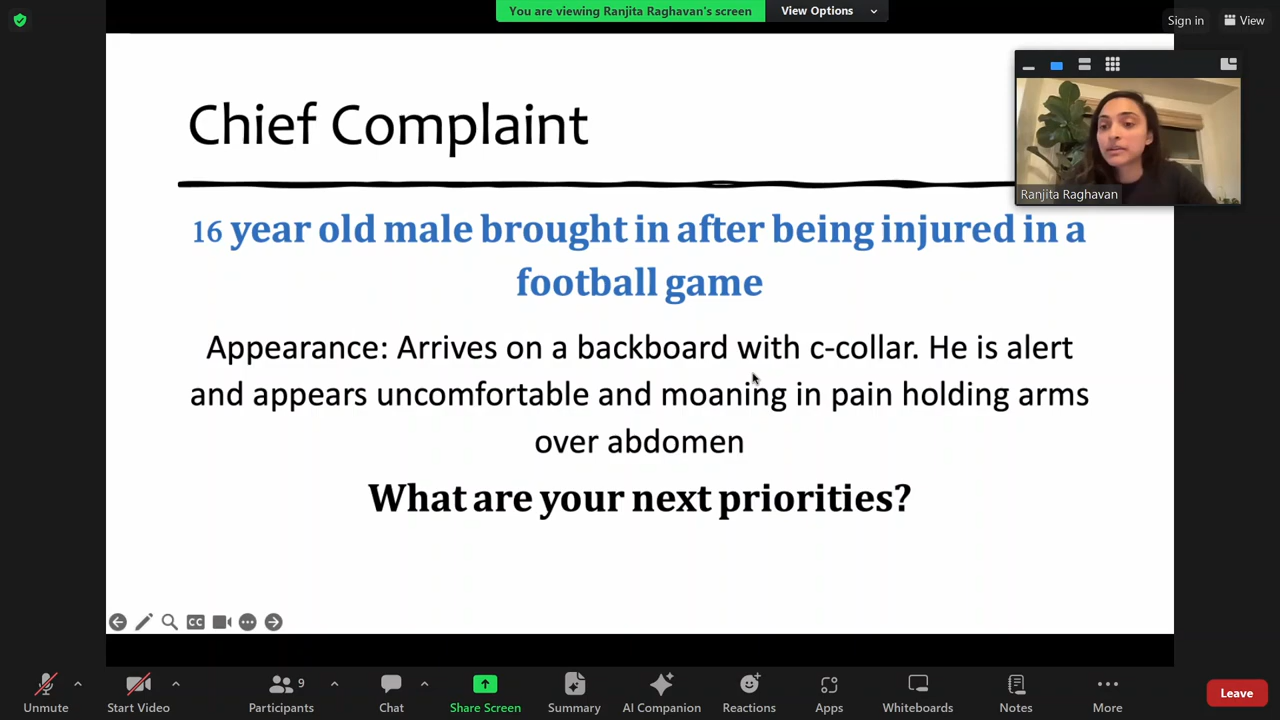 You are viewing Ranjita Raghavan's screen
View Options
Sign in
View
Chief Complaint
Ranjita Raghavan
16 year old male brought in after being injured in a
football game
Appearance: Arrives on a backboard with c-collar. He is alert
and appears uncomfortable and moaning in pain holding arms
over abdomen
What are your next priorities?
CC
9
Unmute
Start Video
Participants
Chat
Share Screen
Summary
AI Companion
Reactions
Apps
Whiteboards
Notes
More
Leave